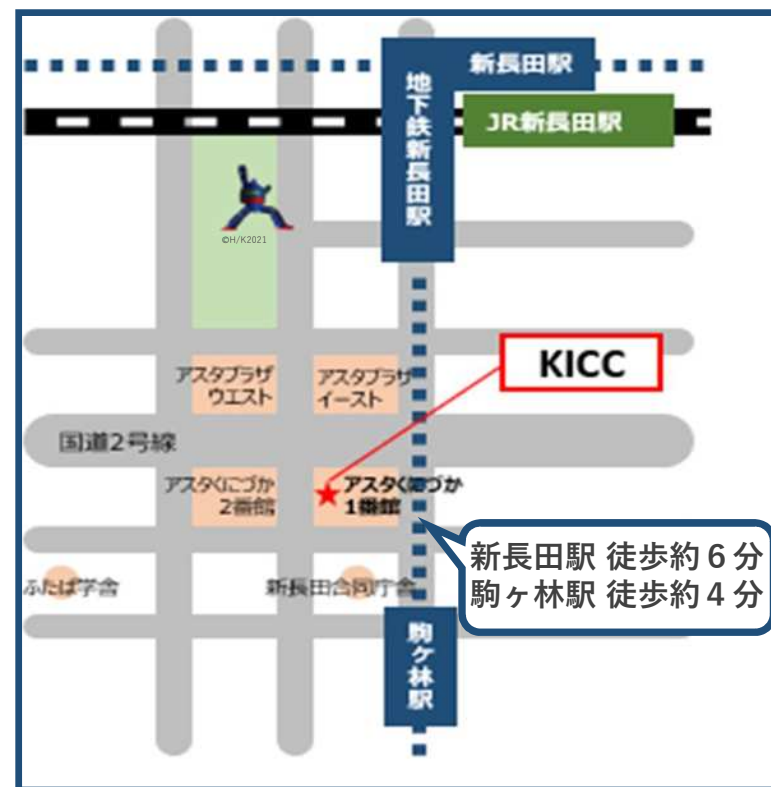 新長田駅
JR新長田駅
地下鉄新長田駅
©H/K2021
KICC
アスタプラザ
ウエスト
アスタプラザ
イースト
国道2号線
アスタくにづか
2番館
アスタくにづか
1番館
新長田駅 徒歩約6分
駒ヶ林駅 徒歩約4分
ふたば学舎
新長田合同庁舎
駒ケ林駅